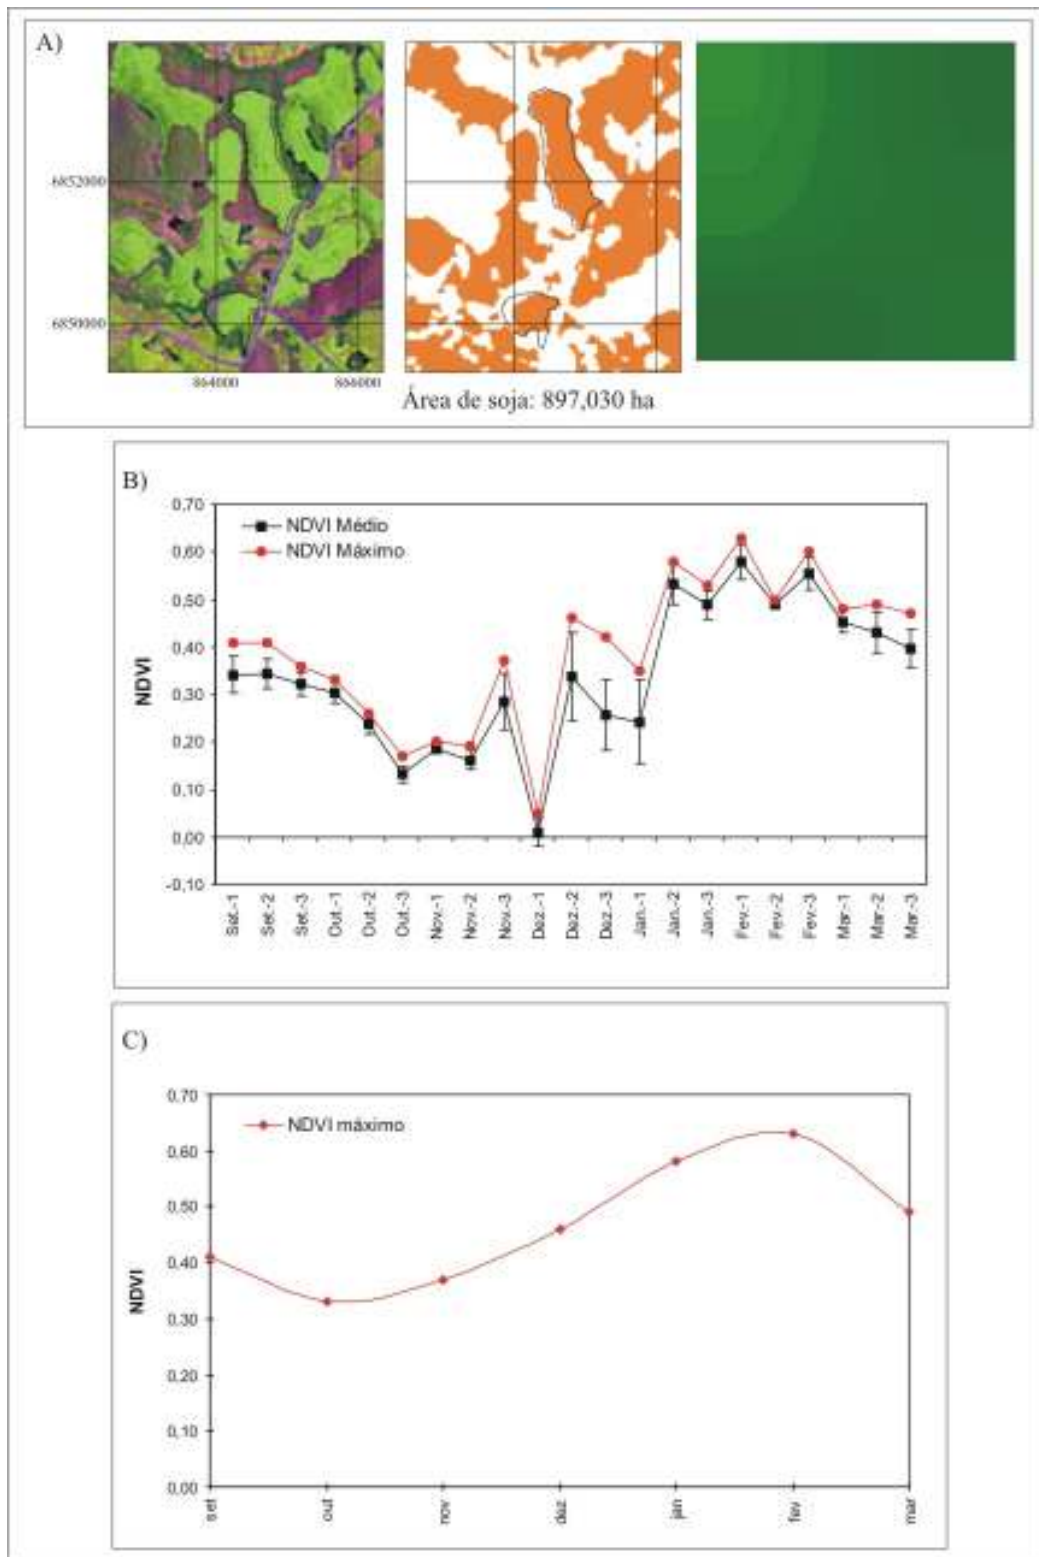 A)
6852000
6850000
864000
866000
Área de soja: 897,030 ha
B)
NDVI Médio
NDVI Máximo
NDVI
0,70
0,60
0,50
0,40
0,30
0,20
0,10
0,00
-0,10
Set.-1
Set.-2
Set.-3
Out.-1
Out.-2
Out.-3
Nov.-1
Nov.-2
Nov.-3
Dez.-1
Dez.-2
Dez.-3
Jan.-1
Jan.-2
Jan.-3
Fev.-1
Fev.-2
Fev.-3
Mar-1
Mar-2
Mar-3
C)
NDVI máximo
NDVI
0,70
0,60
0,50
0,40
0,30
0,20
0,10
0,00
set
out
nov
dez
jan
fev
mar